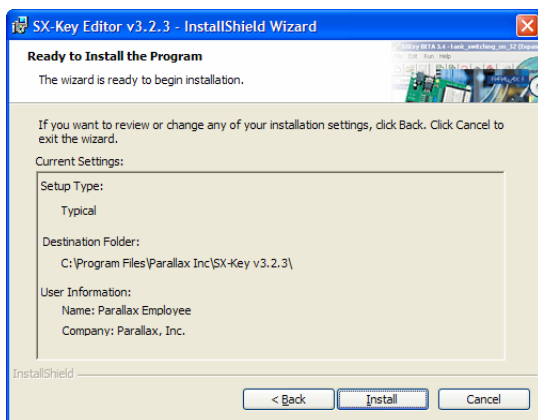 SX-Key Editor v3.2.3 - InstallShield Wizard
Ready to Install the Program
The wizard is ready to begin installation.
If you want to review or change any of your installation settings, click Back. Click Cancel to
exit the wizard.
Current Settings:
Setup Type:
Typical
Destination Folder:
C:\Program Files\Parallax Inc\SX-Key v3.2.3\
User Information:
Name: Parallax Employee
Company: Parallax, Inc.
InstallShield
< Back
Install
Cancel